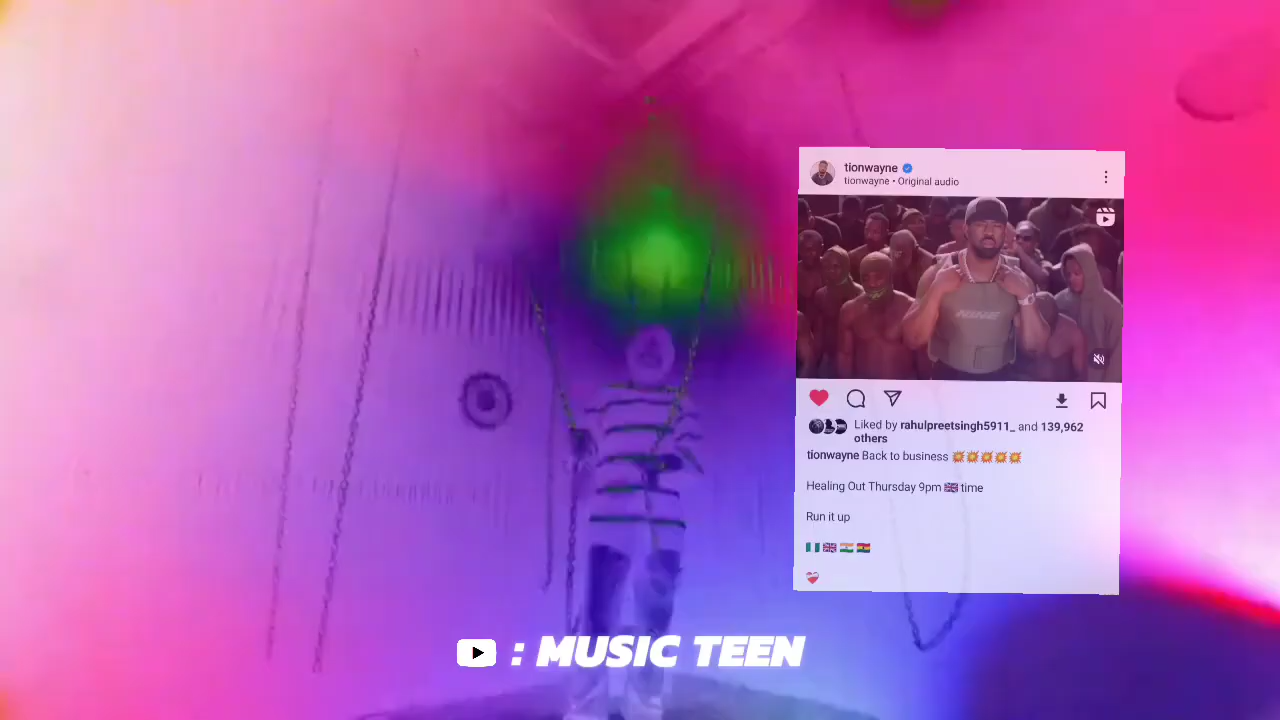 tionwayne
tionwayne • Original audio
Liked by rahulpreetsingh5911_ and 139,962
others
tionwayne Back to business 💥💥💥💥💥
Healing Out Thursday 9pm 🇬🇧 time
Run it up
🇳🇬 🇬🇧 🇮🇳 🇬🇭
❤️‍🩹
: MUSIC TEEN